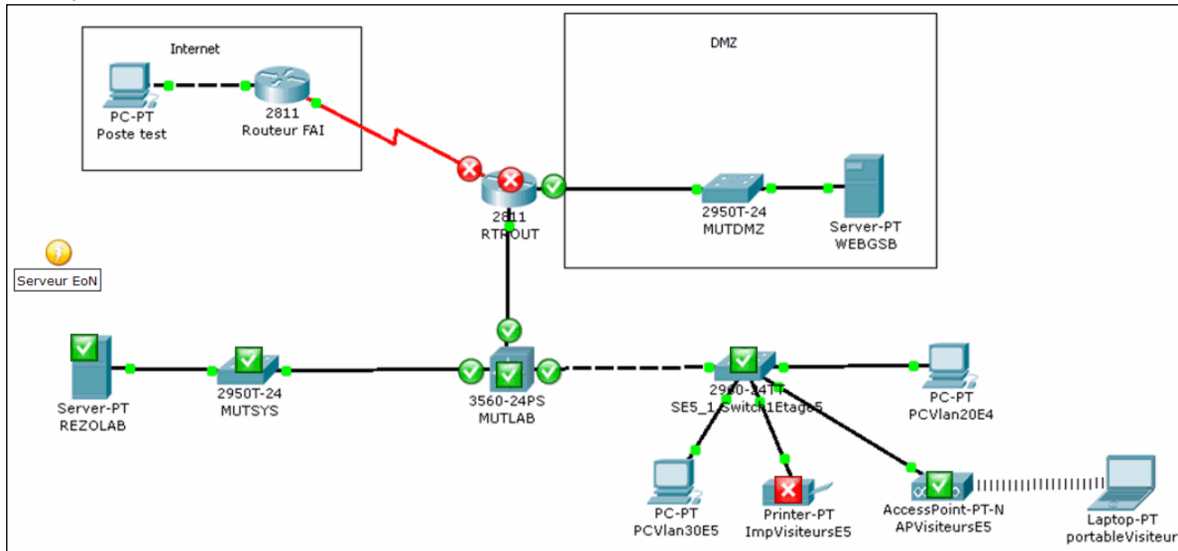 Internet
DMZ
PC-PT
Poste test
2811
Routeur FAI
2811
RTROUT
2950T-24
MUTDMZ
Server-PT
WEBGSB
Serveur EoN
Server-PT
REZOLAB
2950T-24
MUTSYS
3560-24PS
MUTLAB
2960-24TT
SE5_1 Switch1Etage5
PC-PT
PCVlan20E4
PC-PT
PCVlan30E5
Printer-PT
ImpVisiteursE5
AccessPoint-PT-N
APVisiteursE5
Laptop-PT
portableVisiteur